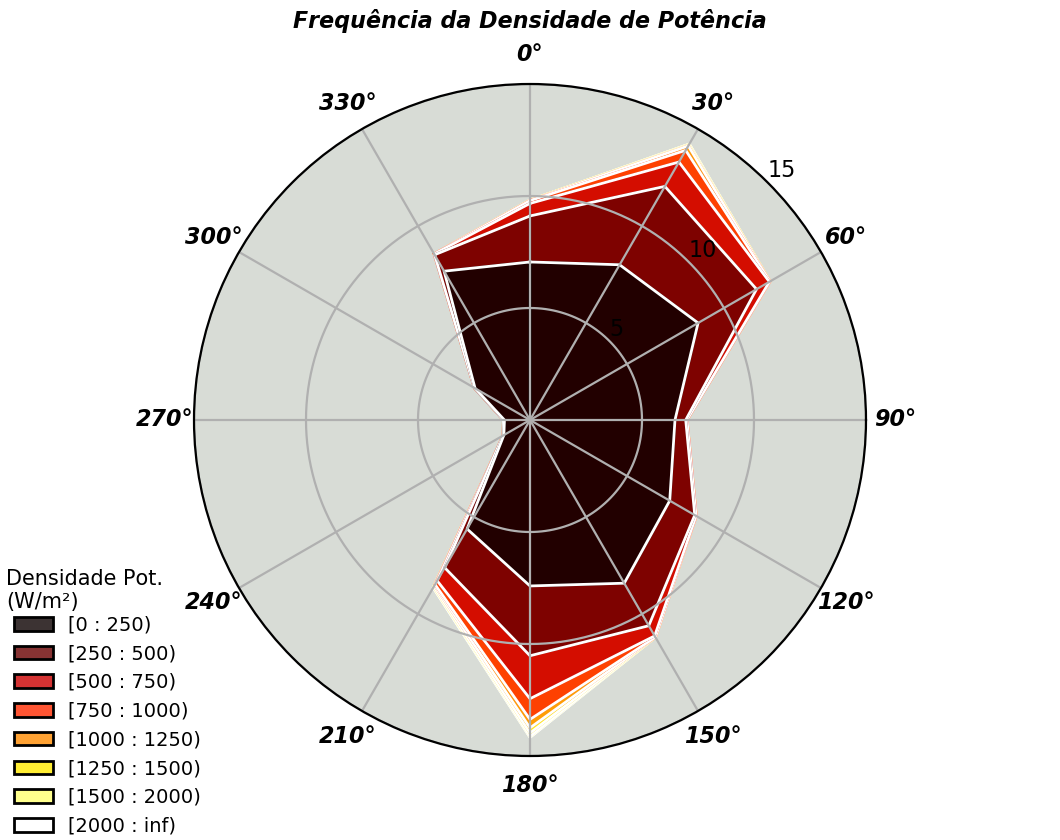 Frequência da Densidade de Potência
0°
330°
30°
15
300°
60°
10
5
270°
90°
240°
120°
210°
150°
180°
Densidade Pot.
(W/m²)
[0 : 250)
[250 : 500)
[500 : 750)
[750 : 1000)
[1000 : 1250)
[1250 : 1500)
[1500 : 2000)
[2000 : inf)